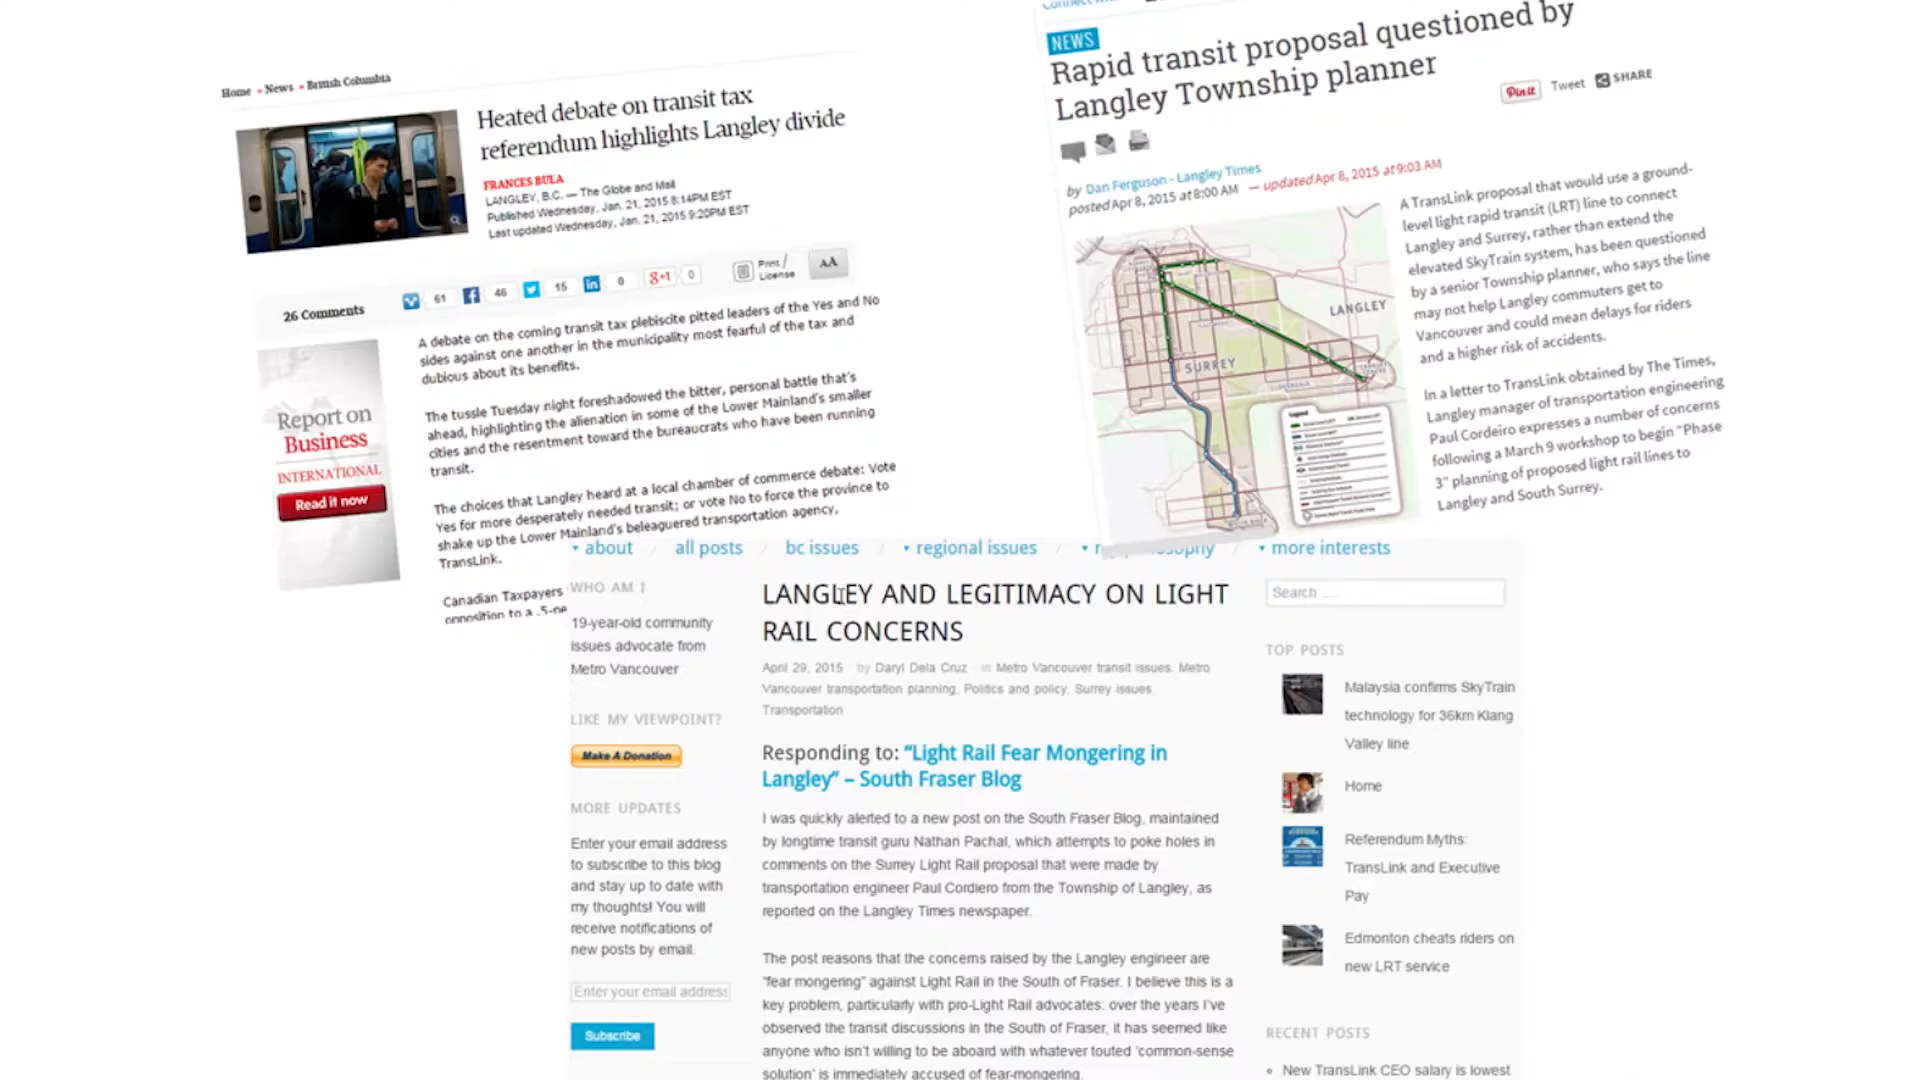 Home » News » British Columbia
Heated debate on transit tax
referendum highlights Langley divide
FRANCES BULA
LANGLEY, B.C. — The Globe and Mail
Published Wednesday, Jan. 21, 2015 8:14PM EST
Last updated Wednesday, Jan. 21, 2015 9:20PM EST
26 Comments
61
46
15
in
0
g+1
0
Print /
License
AA
Report on
Business
INTERNATIONAL
Read it now
A debate on the coming transit tax plebiscite pitted leaders of the Yes and No
sides against one another in the municipality most fearful of the tax and
dubious about its benefits.
The tussle Tuesday night foreshadowed the bitter, personal battle that's
ahead, highlighting the alienation in some of the Lower Mainland's smaller
cities and the resentment toward the bureaucrats who have been running
transit.
The choices that Langley heard at a local chamber of commerce debate: Vote
Yes for more desperately needed transit; or vote No to force the province to
shake up the Lower Mainland's beleaguered transportation agency,
TransLink.
Canadian Taxpayers
opposition to a .5-pe
NEWS
Rapid transit proposal questioned by
Langley Township planner
Pin it
Tweet
SHARE
by Dan Ferguson - Langley Times
posted Apr 8, 2015 at 8:00 AM — updated Apr 8, 2015 at 9:03 AM
LANGLEY
SURREY
Legend
A TransLink proposal that would use a ground-
level light rapid transit (LRT) line to connect
Langley and Surrey, rather than extend the
elevated SkyTrain system, has been questioned
by a senior Township planner, who says the line
may not help Langley commuters get to
Vancouver and could mean delays for riders
and a higher risk of accidents.
In a letter to TransLink obtained by The Times,
Langley manager of transportation engineering
Paul Cordeiro expresses a number of concerns
following a March 9 workshop to begin "Phase
3" planning of proposed light rail lines to
Langley and South Surrey.
about / all posts / bc issues / regional issues / philosophy / more interests
WHO AM I
19-year-old community
issues advocate from
Metro Vancouver
LIKE MY VIEWPOINT?
Make A Donation
MORE UPDATES
Enter your email address
to subscribe to this blog
and stay up to date with
my thoughts! You will
receive notifications of
new posts by email.
Enter your email address
Subscribe
LANGLEY AND LEGITIMACY ON LIGHT
RAIL CONCERNS
April 29, 2015 by Daryl Dela Cruz in Metro Vancouver transit issues, Metro
Vancouver transportation planning, Politics and policy, Surrey issues,
Transportation
Responding to: “Light Rail Fear Mongering in
Langley” – South Fraser Blog
I was quickly alerted to a new post on the South Fraser Blog, maintained
by longtime transit guru Nathan Pachal, which attempts to poke holes in
comments on the Surrey Light Rail proposal that were made by
transportation engineer Paul Cordiero from the Township of Langley, as
reported on the Langley Times newspaper.
The post reasons that the concerns raised by the Langley engineer are
“fear mongering” against Light Rail in the South of Fraser. I believe this is a
key problem, particularly with pro-Light Rail advocates: over the years I’ve
observed the transit discussions in the South of Fraser, it has seemed like
anyone who isn’t willing to be aboard with whatever touted ‘common-sense
solution’ is immediately accused of fear-mongering.
Search ...
TOP POSTS
Malaysia confirms SkyTrain
technology for 36km Klang
Valley line
Home
Referendum Myths:
TransLink and Executive
Pay
Edmonton cheats riders on
new LRT service
RECENT POSTS
New TransLink CEO salary is lowest